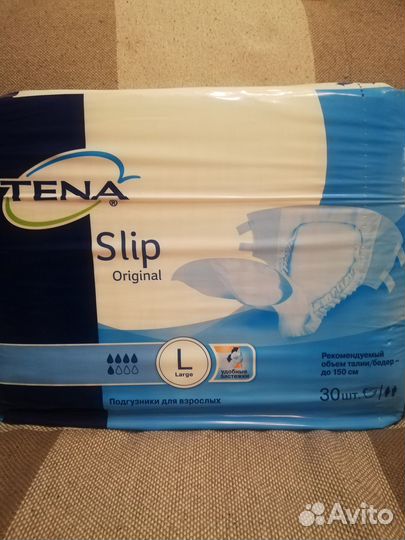 TENA®
Slip
Original
L
Large
удобные
застежки
Рекомендуемый
объем талии/бедер –
до 150 см
30шт.
Подгузники для взрослых
Avito